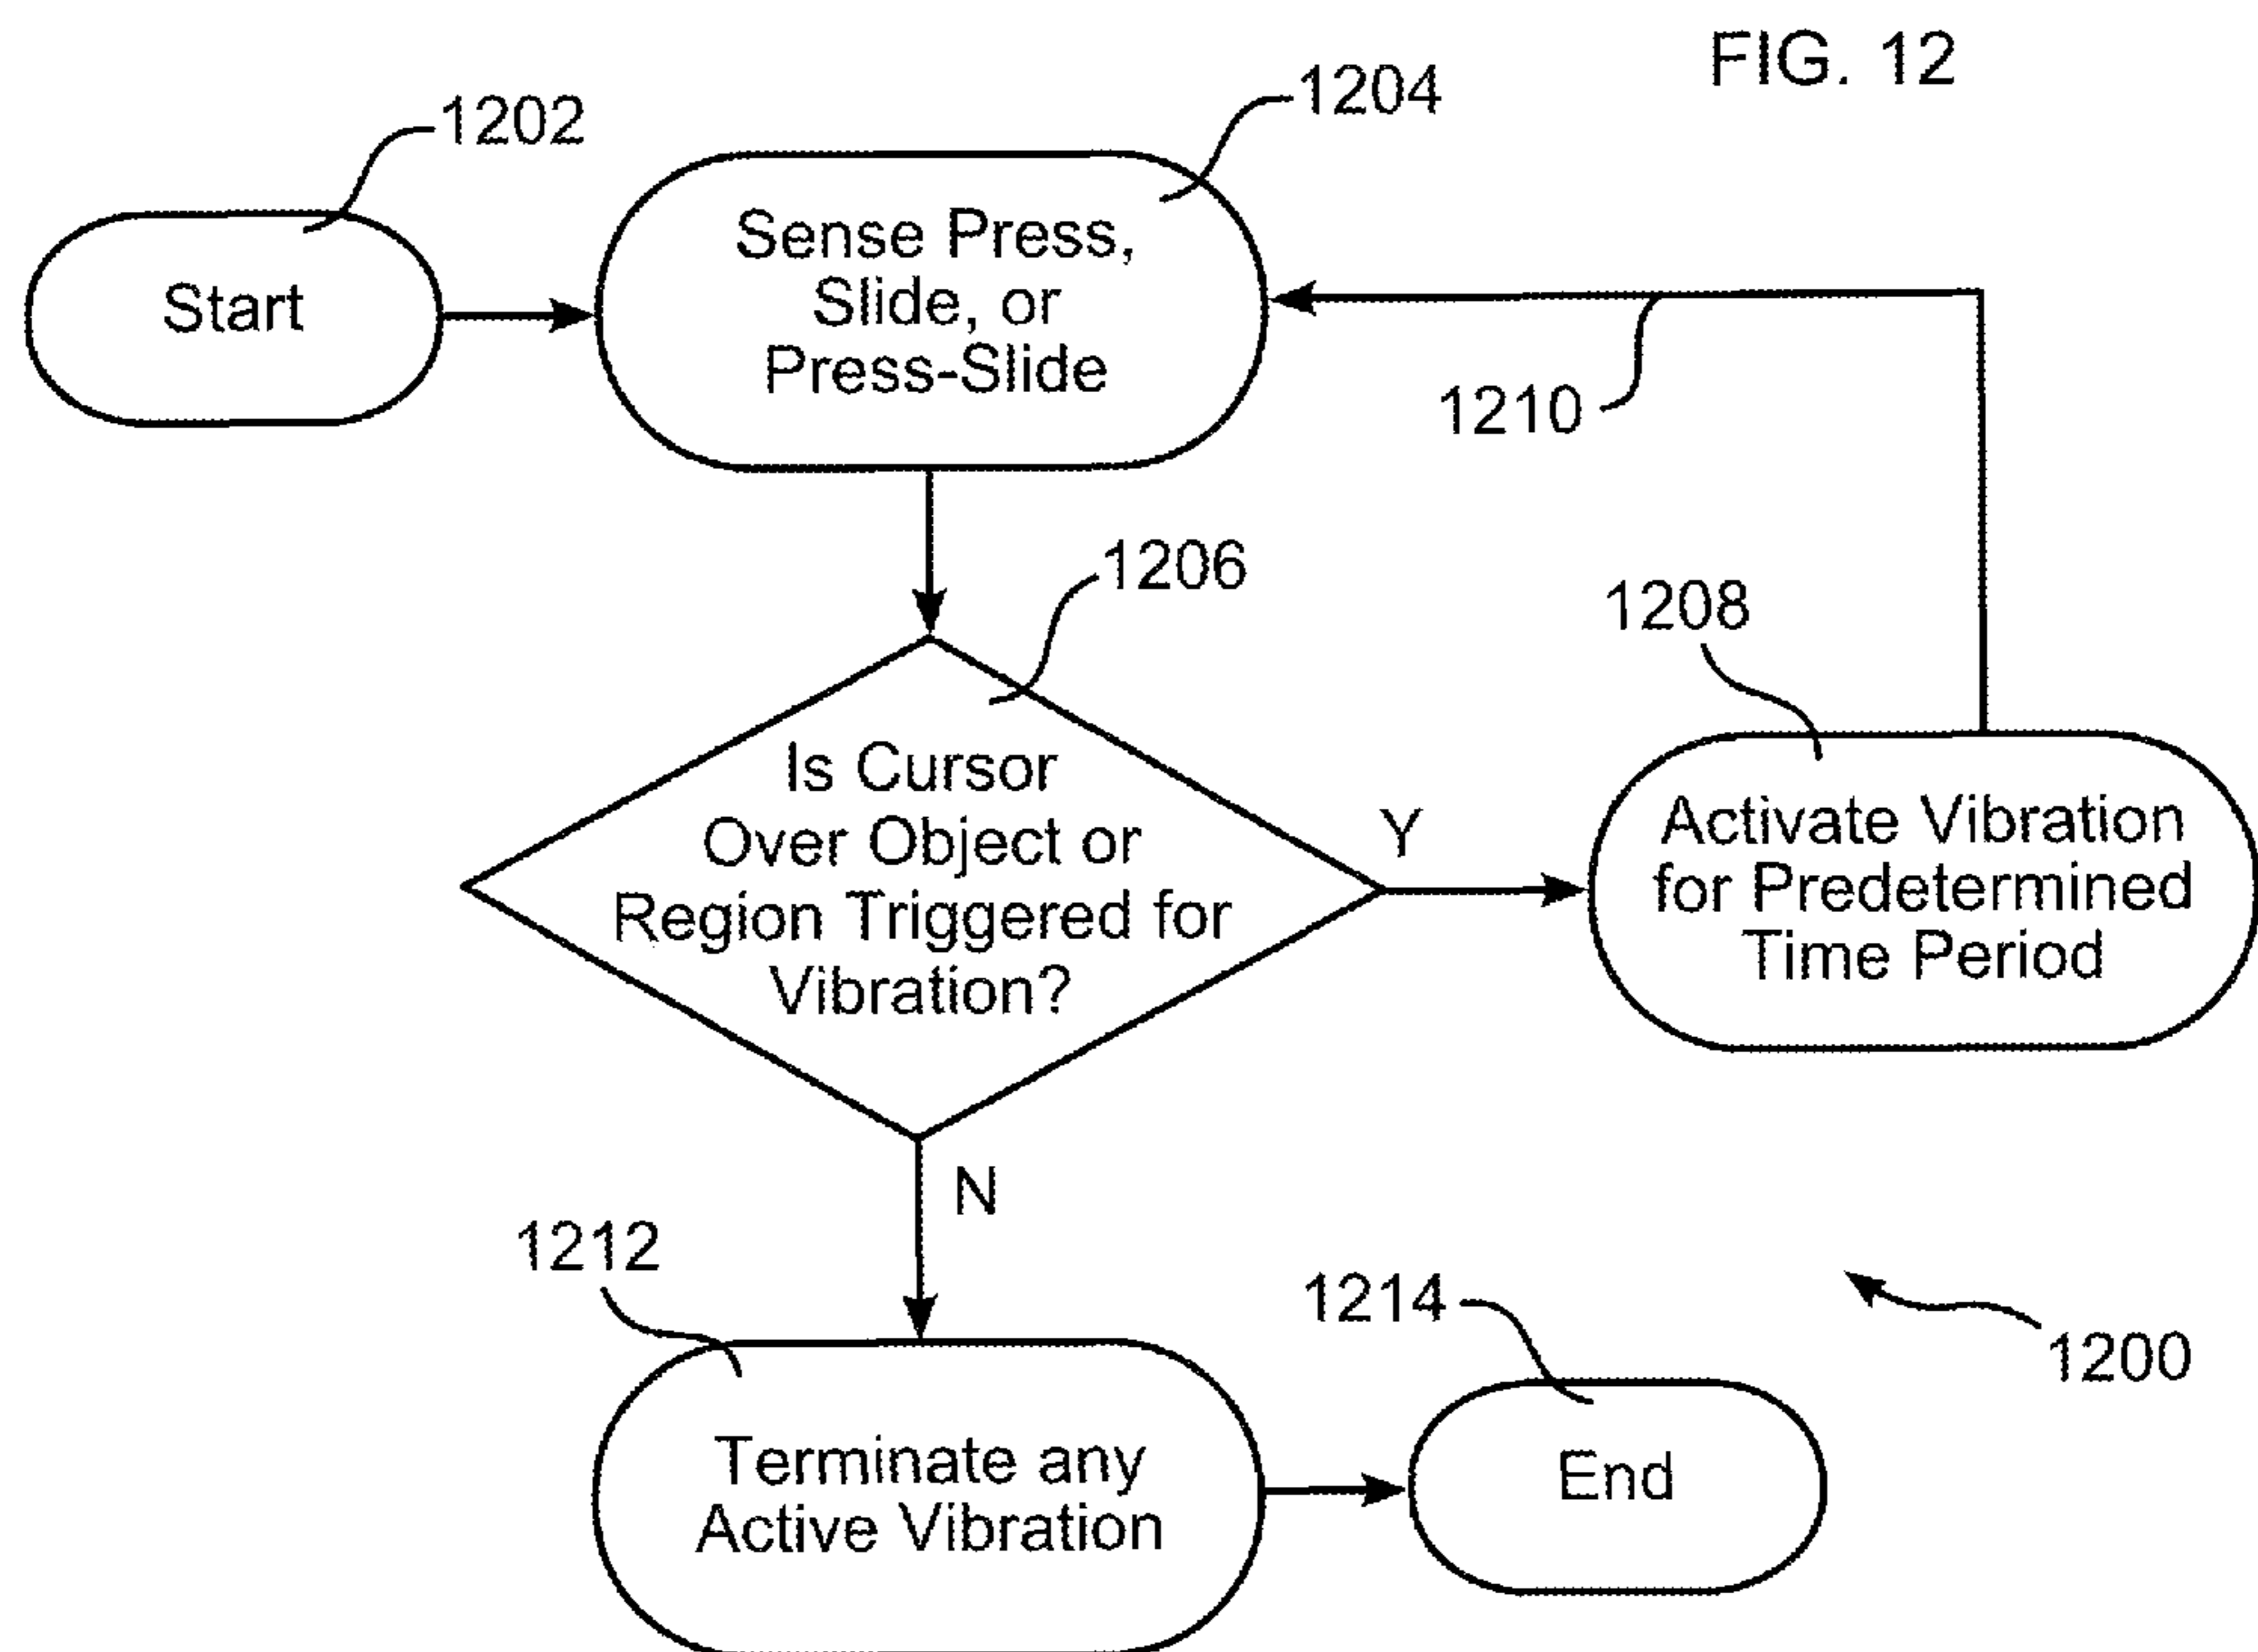 FIG. 12
1202
1204
Start
Sense Press,
Slide, or
Press-Slide
1210
1206
1208
Is Cursor
Over Object or
Region Triggered for
Vibration?
Y
Activate Vibration
for Predetermined
Time Period
N
1212
1214
1200
Terminate any
Active Vibration
End